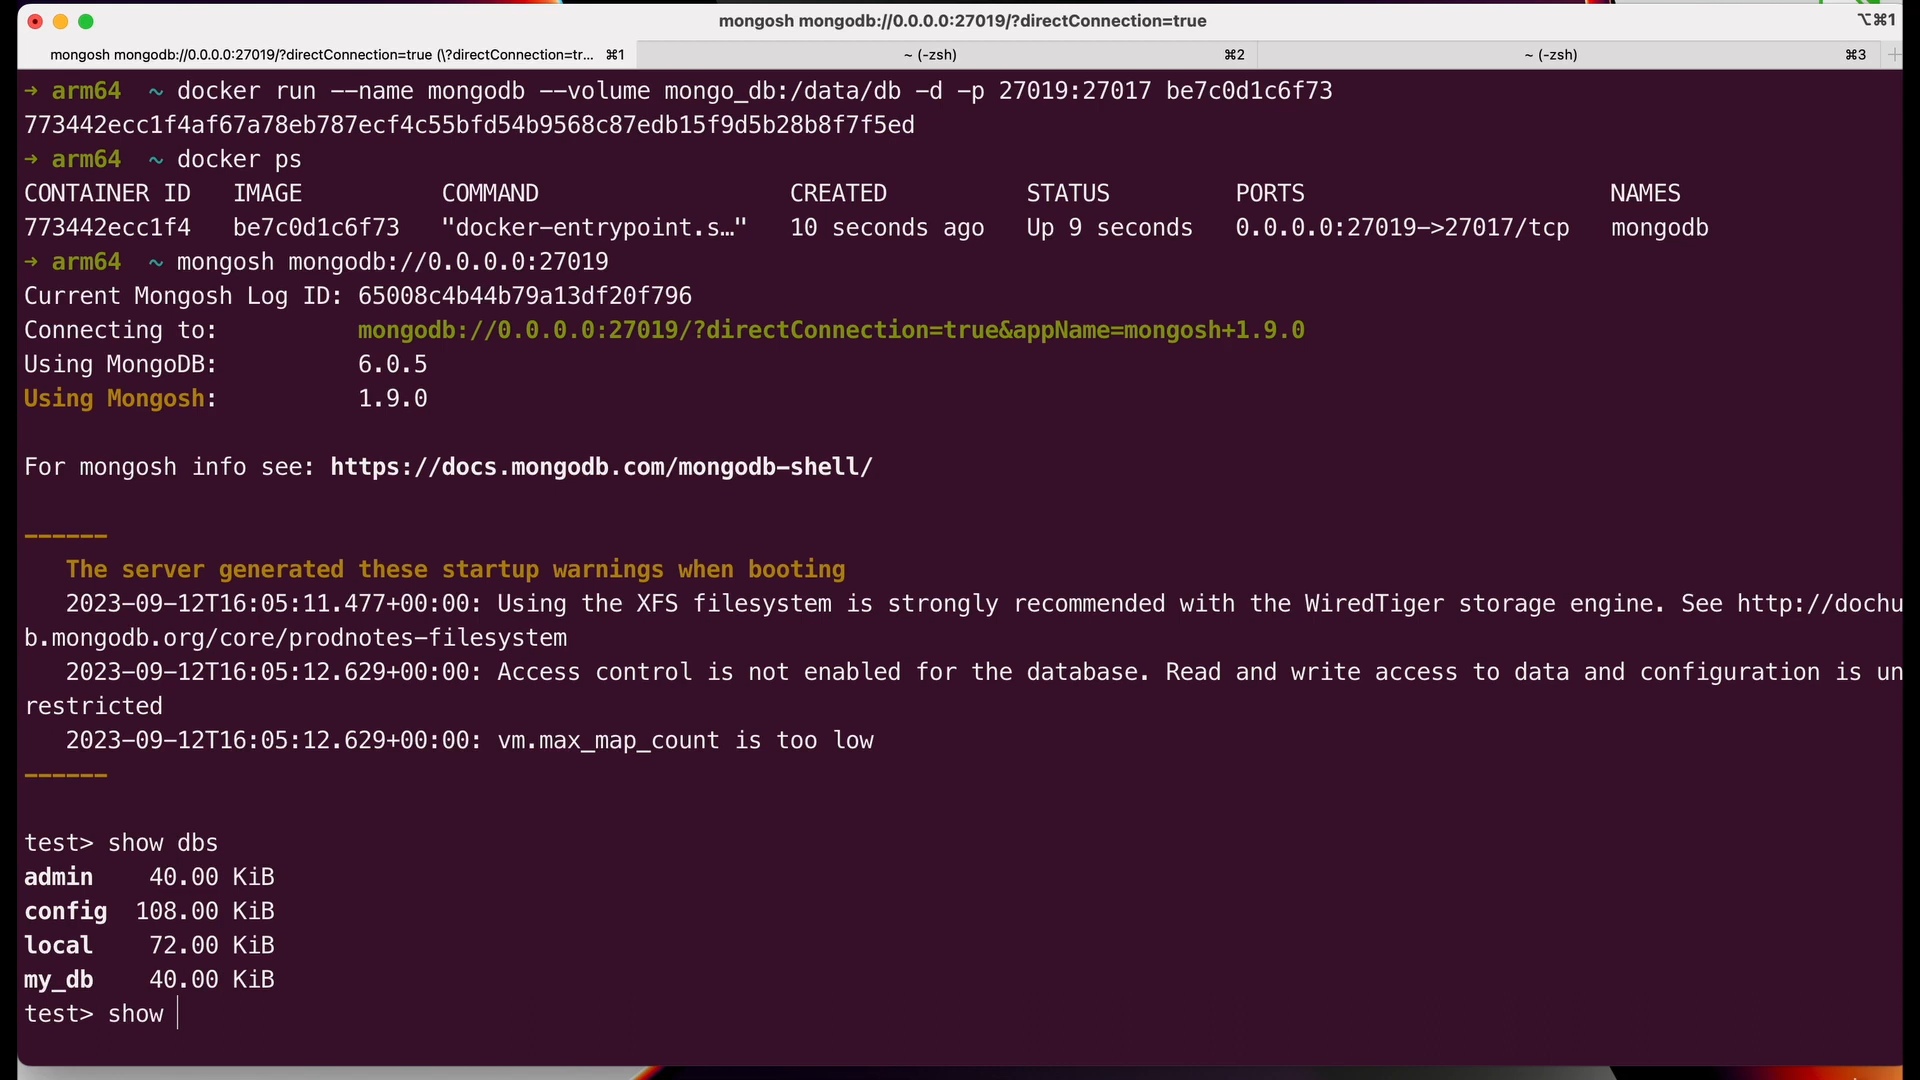 mongosh mongodb://0.0.0.0:27019/?directConnection=true
⌥⌘1
mongosh mongodb://0.0.0.0:27019/?directConnection=true (\?directConnection=tr... ⌘1
~ (-zsh) ⌘2
~ (-zsh) ⌘3
→ arm64 ~ docker run --name mongodb --volume mongo_db:/data/db -d -p 27019:27017 be7c0d1c6f73
773442ecc1f4af67a78eb787ecf4c55bfd54b9568c87edb15f9d5b28b8f7f5ed
→ arm64 ~ docker ps
CONTAINER ID IMAGE COMMAND CREATED STATUS PORTS NAMES
773442ecc1f4 be7c0d1c6f73 "docker-entrypoint.s…" 10 seconds ago Up 9 seconds 0.0.0.0:27019->27017/tcp mongodb
→ arm64 ~ mongosh mongodb://0.0.0.0:27019
Current Mongosh Log ID: 65008c4b44b79a13df20f796
Connecting to: mongodb://0.0.0.0:27019/?directConnection=true&appName=mongosh+1.9.0
Using MongoDB: 6.0.5
Using Mongosh: 1.9.0
For mongosh info see: https://docs.mongodb.com/mongodb-shell/
------
The server generated these startup warnings when booting
2023-09-12T16:05:11.477+00:00: Using the XFS filesystem is strongly recommended with the WiredTiger storage engine. See http://dochu
b.mongodb.org/core/prodnotes-filesystem
2023-09-12T16:05:12.629+00:00: Access control is not enabled for the database. Read and write access to data and configuration is un
restricted
2023-09-12T16:05:12.629+00:00: vm.max_map_count is too low
------
test> show dbs
admin 40.00 KiB
config 108.00 KiB
local 72.00 KiB
my_db 40.00 KiB
test> show